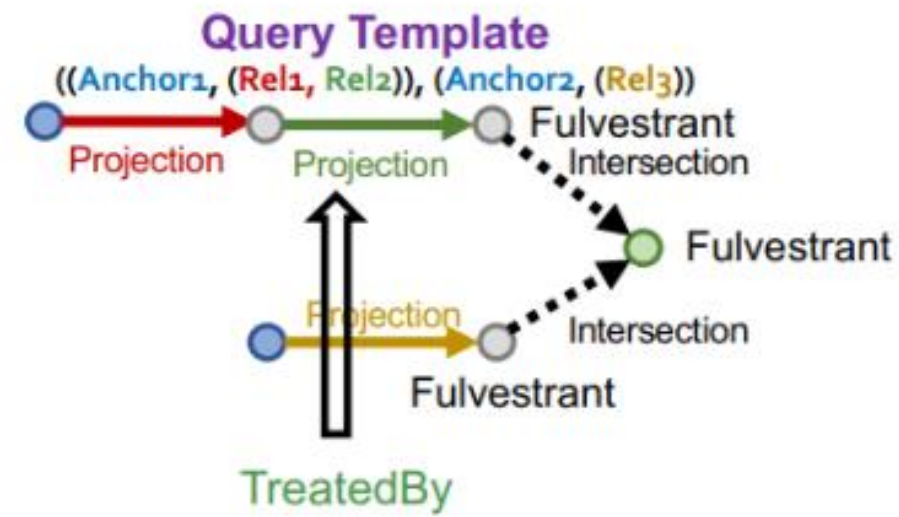 Query Template
((Anchor1, (Rel1, Rel2)), (Anchor2, (Rel3))
Fulvestrant
Projection
Projection
Intersection
Fulvestrant
Projection
Intersection
Fulvestrant
TreatedBy